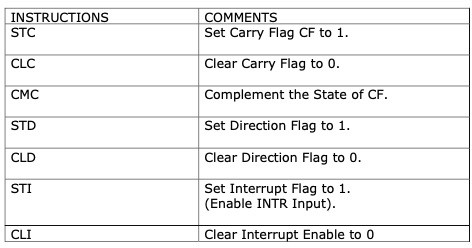 INSTRUCTIONS COMMENTS
STC Set Carry Flag CF to 1.
CLC Clear Carry Flag to 0.
CMC Complement the State of CF.
STD Set Direction Flag to 1.
CLD Clear Direction Flag to 0.
STI Set Interrupt Flag to 1.
(Enable INTR Input).
CLI Clear Interrupt Enable to 0